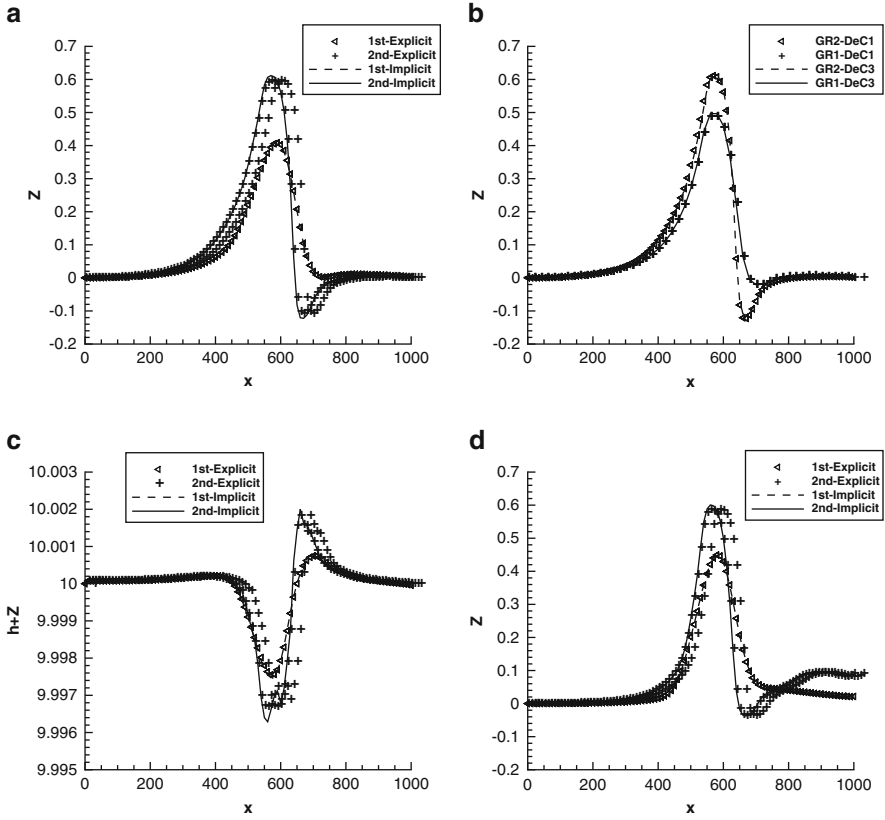 a
1st-Explicit
2nd-Explicit
1st-Implicit
2nd-Implicit
0.7
0.6
0.5
0.4
0.3
0.2
0.1
0
-0.1
-0.2
Z
0 200 400 600 800 1000
x
b
GR2-DeC1
GR1-DeC1
GR2-DeC3
GR1-DeC3
0.7
0.6
0.5
0.4
0.3
0.2
0.1
0
-0.1
-0.2
Z
0 200 400 600 800 1000
x
c
1st-Explicit
2nd-Explicit
1st-Implicit
2nd-Implicit
10.003
10.002
10.001
10
9.999
9.998
9.997
9.996
9.995
h+Z
0 200 400 600 800 1000
x
d
1st-Explicit
2nd-Explicit
1st-Implicit
2nd-Implicit
0.7
0.6
0.5
0.4
0.3
0.2
0.1
0
-0.1
-0.2
Z
0 200 400 600 800 1000
x